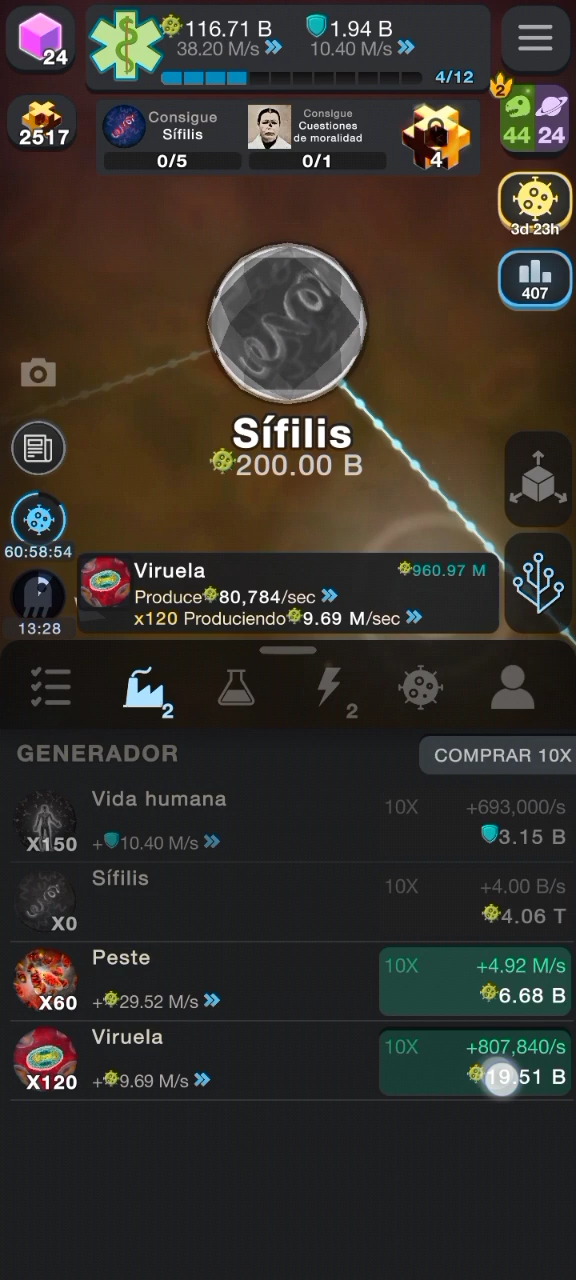 24
116.71 B
1.94 B
38.20 M/s
10.40 M/s
4/12
2517
Consigue
Sífilis
0/5
Consigue
Cuestiones
de moralidad
0/1
4
2
44
24
3d 23h
407
Sífilis
200.00 B
60:58:54
13:28
Viruela
960.97 M
Produce 80,784/sec
x120 Produciendo 9.69 M/sec
2
2
GENERADOR
COMPRAR 10X
Vida humana
X150
+10.40 M/s
10X
+693,000/s
3.15 B
Sífilis
X0
10X
+4.00 B/s
4.06 T
Peste
X60
+29.52 M/s
10X
+4.92 M/s
6.68 B
Viruela
X120
+9.69 M/s
10X
+807,840/s
19.51 B